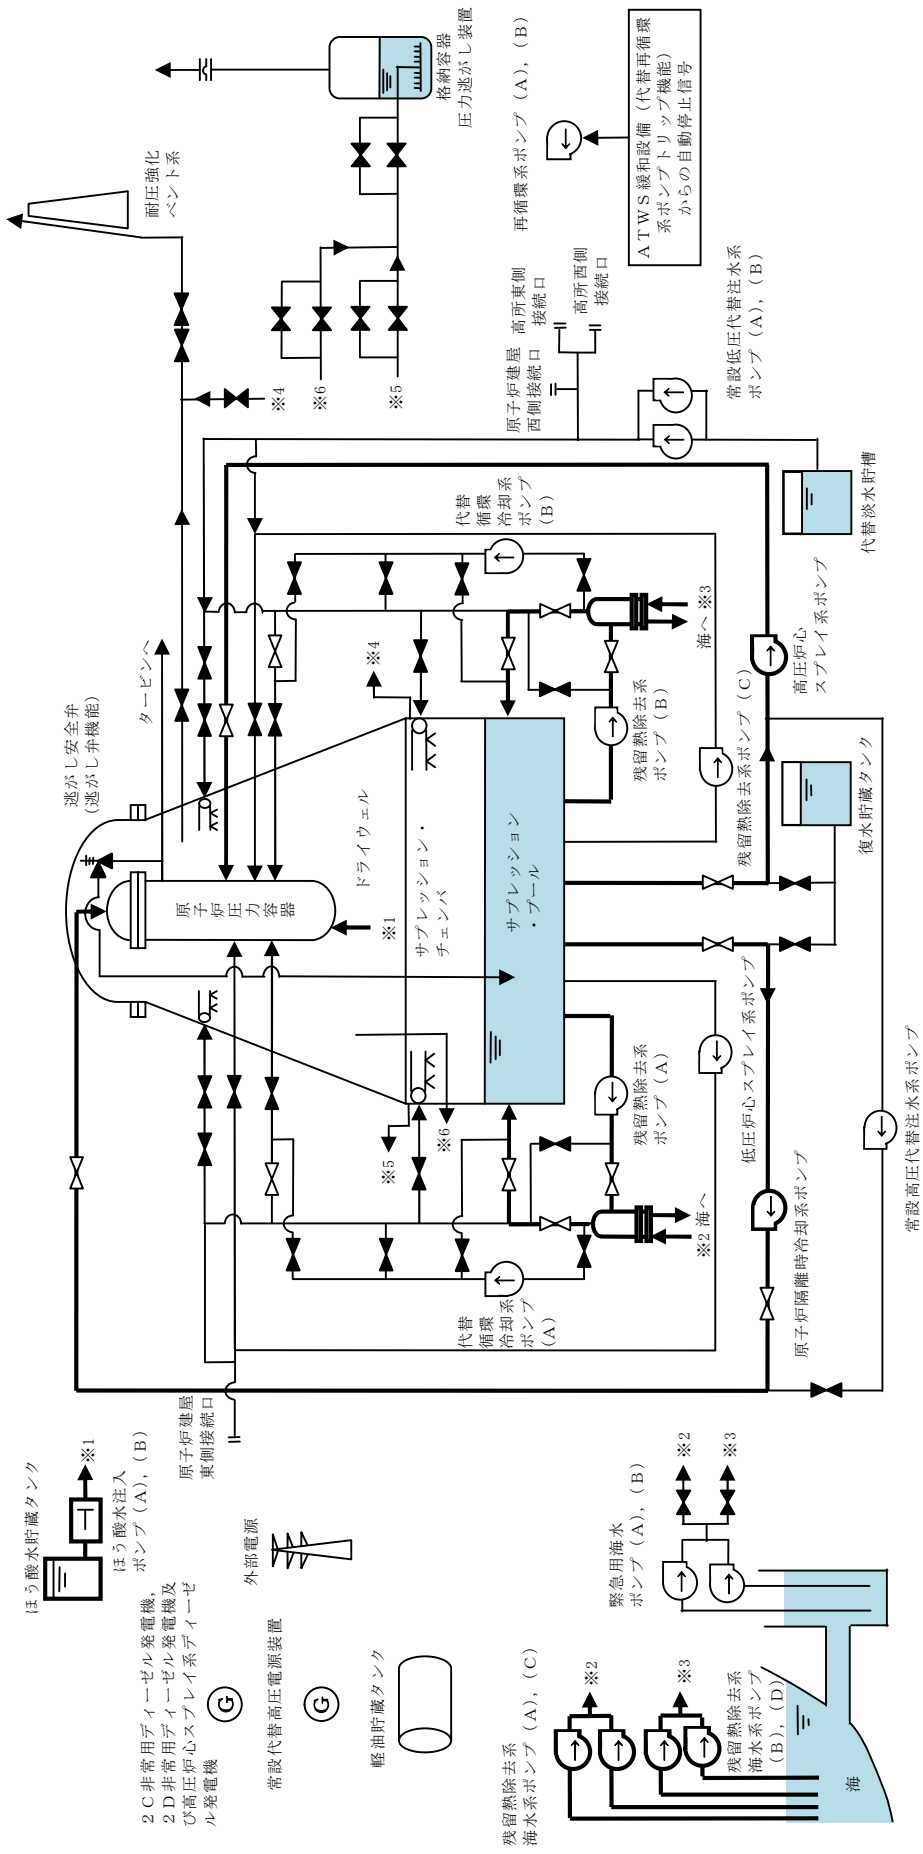 ほう酸水貯蔵タンク
※1
ほう酸水注入
ポンプ(A),(B)
2C非常用ディーゼル発電機,
2D非常用ディーゼル発電機及
び高圧炉心スプレイ系ディーゼ
ル発電機
G
外部電源
常設代替高圧電源装置
G
軽油貯蔵タンク
残留熱除去系
海水系ポンプ(A),(C)
※2
※3
残留熱除去系
海水系ポンプ
(B),(D)
海
緊急用海水
ポンプ(A),(B)
※2
※3
原子炉建屋
東側接続口
逃がし安全弁
(逃がし弁機能)
タービンへ
原子炉圧力容器
ドライウェル
※1
サプレッション・
チェンバ
サプレッション
・プール
※5
※6
※4
代替
循環
冷却系
ポンプ
(A)
残留熱除去系
ポンプ(A)
※2
海へ
低圧炉心スプレイ系ポンプ
原子炉隔離時冷却系ポンプ
常設高圧代替注水系ポンプ
代替
循環
冷却系
ポンプ
(B)
残留熱除去系
ポンプ(B)
海へ
※3
残留熱除去系ポンプ(C)
高圧炉心
スプレイ系ポンプ
復水貯蔵タンク
代替淡水貯槽
常設低圧代替注水系
ポンプ(A),(B)
原子炉建屋
西側接続口
高所東側
接続口
高所西側
接続口
耐圧強化
ベント系
※4
※6
※5
格納容器
圧力逃がし装置
再循環系ポンプ(A),(B)
ATWS緩和設備(代替再循環
系ポンプトリップ機能)
からの自動停止信号